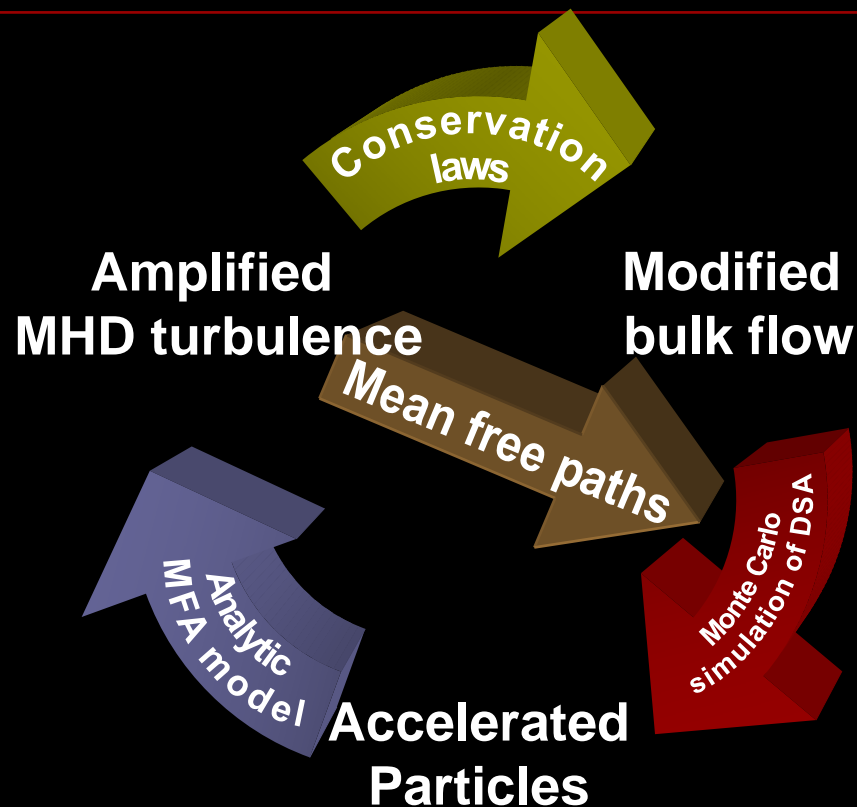 Conservation
laws
Amplified
MHD turbulence
Modified
bulk flow
Mean free paths
Monte Carlo
simulation of DSA
Analytic
MFA model
Accelerated
Particles